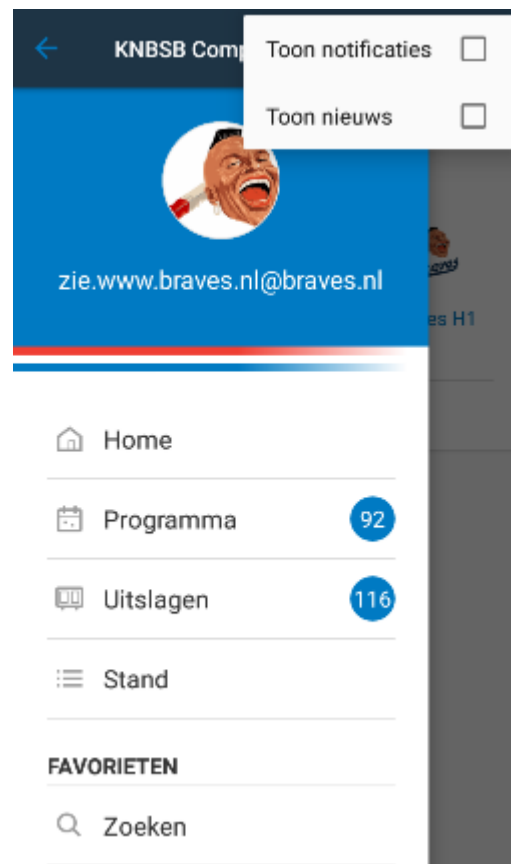 KNBSB Comp
Toon notificaties
Toon nieuws
zie.www.braves.nl@braves.nl
es H1
Home
Programma 92
Uitslagen 116
Stand
FAVORIETEN
Zoeken